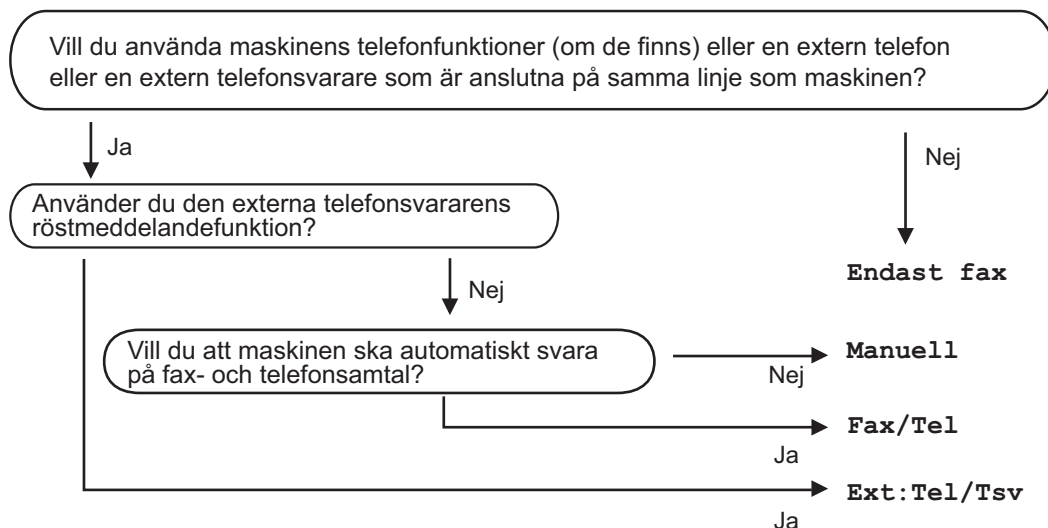 Vill du använda maskinens telefonfunktioner (om de finns) eller en extern telefon
eller en extern telefonsvarare som är anslutna på samma linje som maskinen?
Ja
Nej
Använder du den externa telefonsvararens
röstmeddelandefunktion?
Endast fax
Nej
Vill du att maskinen ska automatiskt svara
på fax- och telefonsamtal?
Manuell
Nej
Fax/Tel
Ja
Ext:Tel/Tsv
Ja